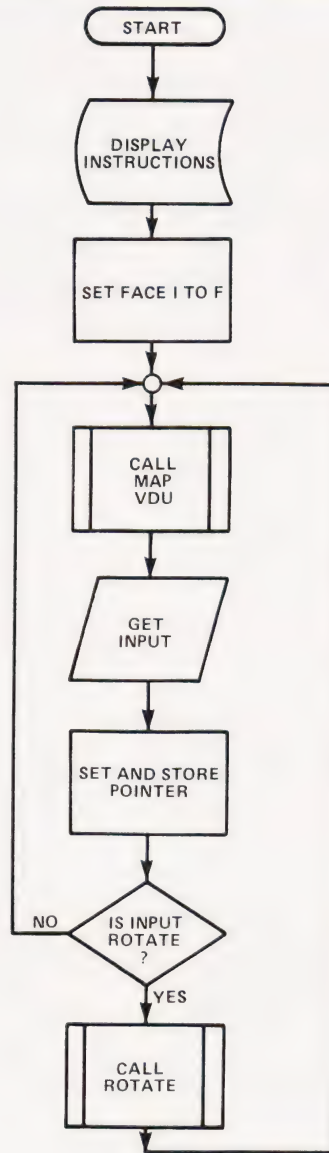 START
DISPLAY
INSTRUCTIONS
SET FACE I TO F
CALL
MAP
VDU
GET
INPUT
SET AND STORE
POINTER
IS INPUT
ROTATE
?
NO
YES
CALL
ROTATE